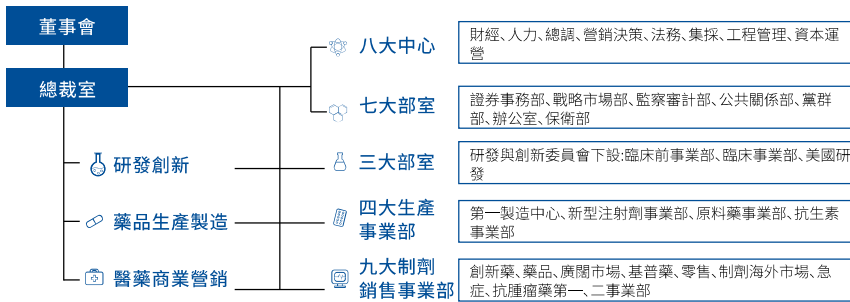 董事會
總裁室
八大中心
財經、人力、總調、營銷決策、法務、集採、工程管理、資本運
營
七大部室
證券事務部、戰略市場部、監察審計部、公共關係部、黨群
部、辦公室、保衛部
研發創新
三大部室
研發與創新委員會下設:臨床前事業部、臨床事業部、美國研
發
藥品生產製造
四大生產
事業部
第一製造中心、新型注射劑事業部、原料藥事業部、抗生素
事業部
醫藥商業營銷
九大制劑
銷售事業部
創新藥、藥品、廣闊市場、基普藥、零售、制劑海外市場、急
症、抗腫瘤藥第一、二事業部